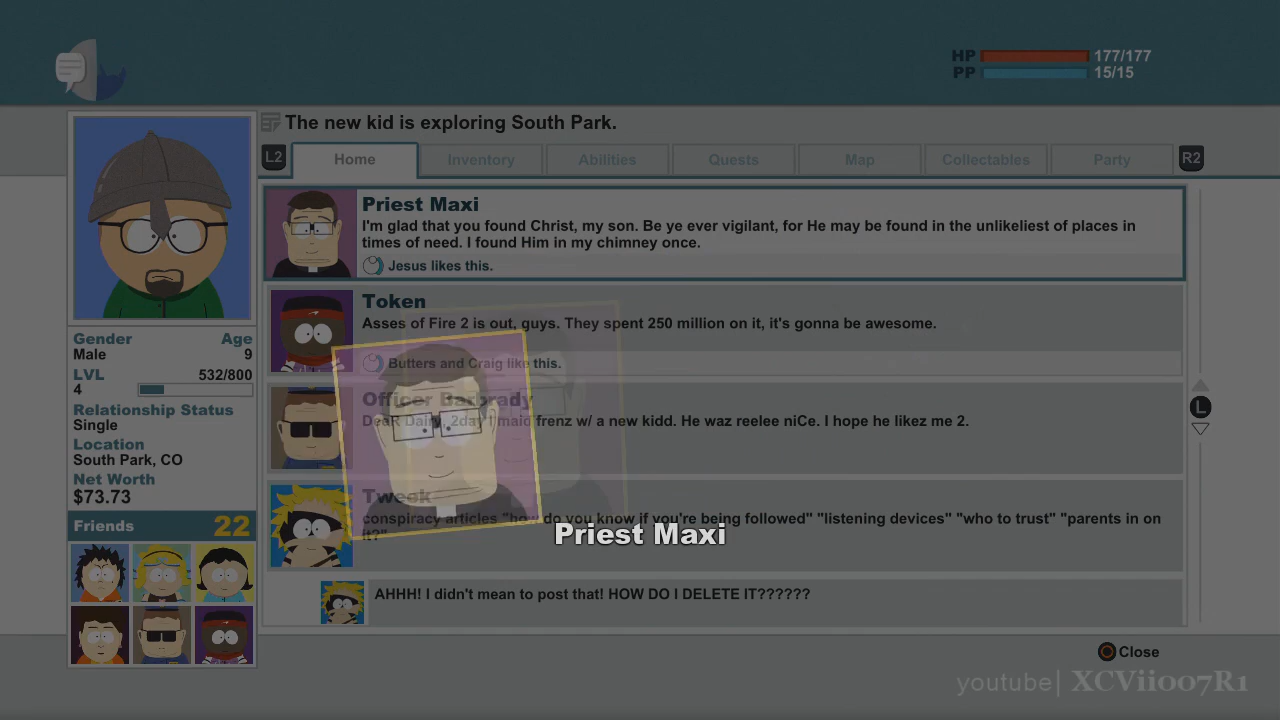 HP 177/177
PP 15/15
The new kid is exploring South Park.
L2 Home Inventory Abilities Quests Map Collectables Party R2
Priest Maxi
I'm glad that you found Christ, my son. Be ye ever vigilant, for He may be found in the unlikeliest of places in
times of need. I found Him in my chimney once.
Jesus likes this.
Token
Asses of Fire 2 is out, guys. They spent 250 million on it, it's gonna be awesome.
Butters and Craig like this.
Officer Barbrady
DeaR Dairy, 2day I maid frenz w/ a new kidd. He waz reelee niCe. I hope he likez me 2.
Tweek
conspiracy articles "how do you know if you're being followed" "listening devices" "who to trust" "parents in on
it?"
AHHH! I didn't mean to post that! HOW DO I DELETE IT??????
Gender Age
Male 9
LVL 532/800
4
Relationship Status
Single
Location
South Park, CO
Net Worth
$73.73
Friends 22
L
Priest Maxi
Close
youtube| XCVii007R1